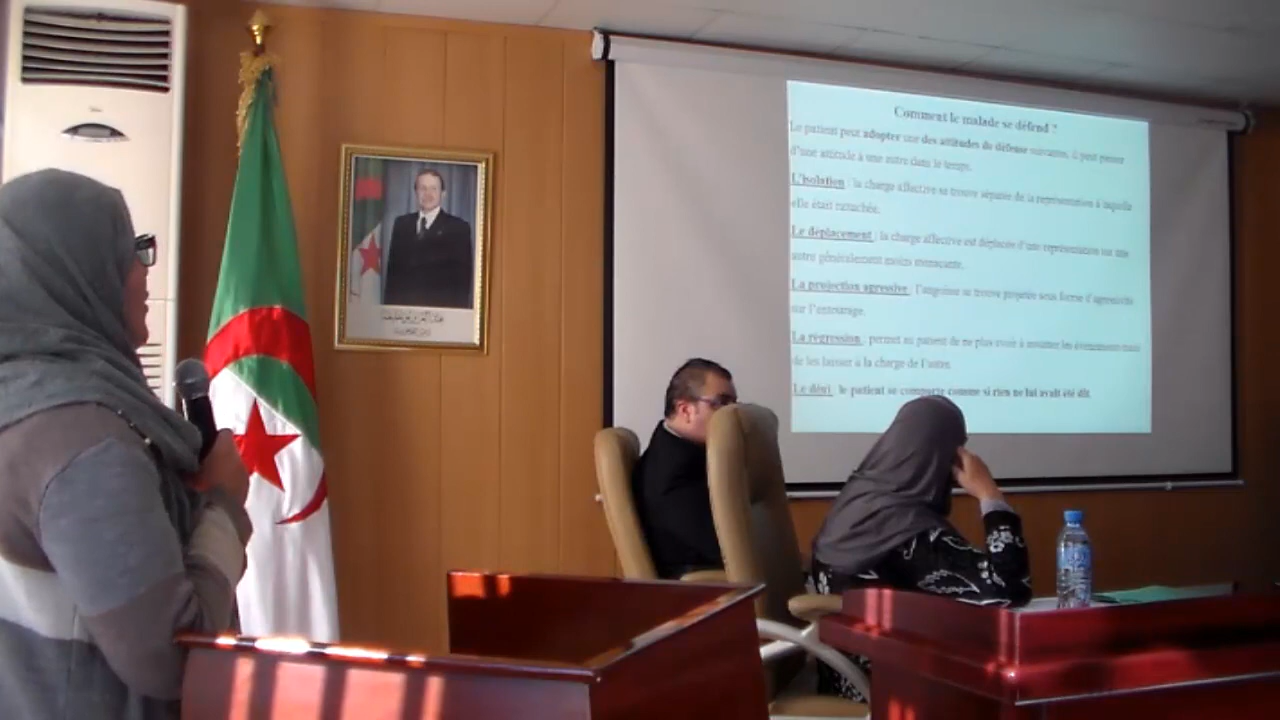 Comment le malade se défend ?
Le patient peut adopter une des attitudes de défense suivantes, il peut passer
d'une attitude à une autre dans le temps.
L'isolation : la charge affective se trouve séparée de la représentation à laquelle
elle était rattachée.
Le déplacement : la charge affective est déplacée d'une représentation sur une
autre généralement moins menaçante.
La projection agressive : l'angoisse se trouve projetée sous forme d'agressivité
sur l'entourage.
La régression : permet au patient de ne plus avoir à assumer les évènements mais
de les laisser à la charge de l'autre.
Le déni : le patient se comporte comme si rien ne lui avait été dit.